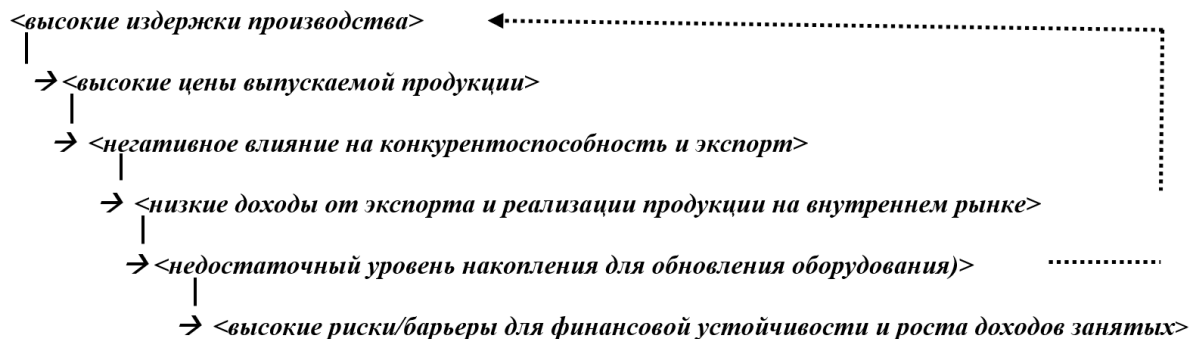 <высокие издержки производства>
→ <высокие цены выпускаемой продукции>
→ <негативное влияние на конкурентоспособность и экспорт>
→ <низкие доходы от экспорта и реализации продукции на внутреннем рынке>
→ <недостаточный уровень накопления для обновления оборудования)>
→ <высокие риски/барьеры для финансовой устойчивости и роста доходов занятых>